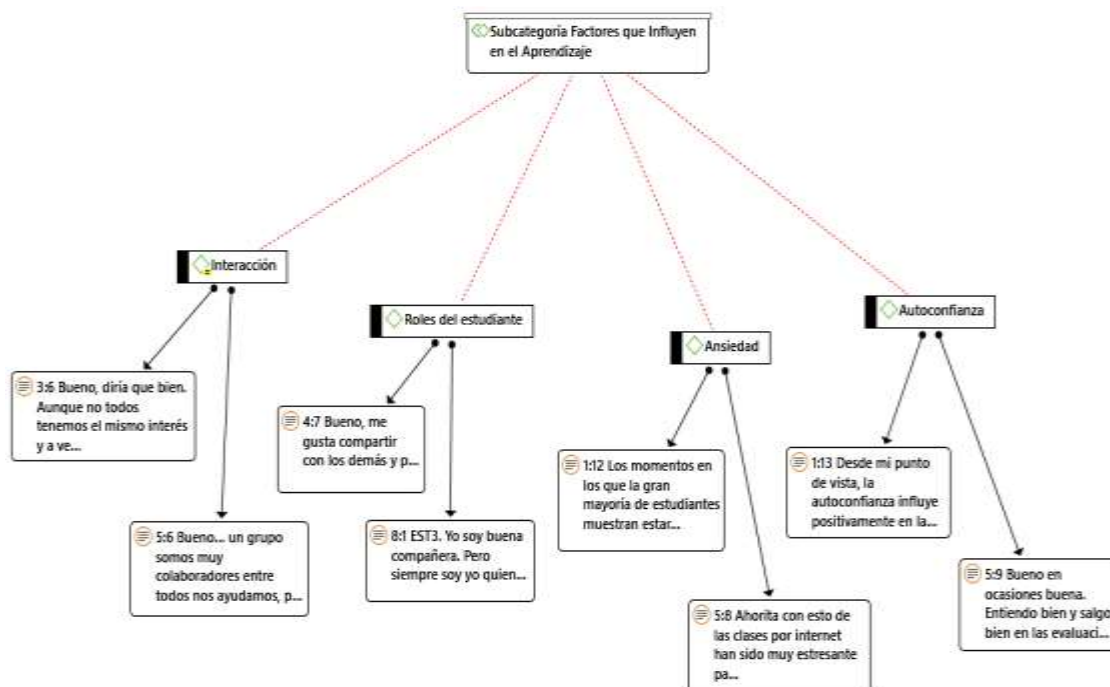 Subcategoría Factores que Influyen
en el Aprendizaje
Interacción
Roles del estudiante
Ansiedad
Autoconfianza
3:6 Bueno, diría que bien.
Aunque no todos
tenemos el mismo interés
y a ve...
5:6 Bueno... un grupo
somos muy
colaboradores entre
todos nos ayudamos, p...
4:7 Bueno, me
gusta compartir
con los demás y p...
8:1 EST3. Yo soy buena
compañera. Pero
siempre soy yo quien...
1:12 Los momentos en
los que la gran
mayoría de estudiantes
muestran estar...
5:8 Ahorita con esto de
las clases por internet
han sido muy estresante
pa...
1:13 Desde mi punto
de vista, la
autoconfianza influye
positivamente en la...
5:9 Bueno en
ocasiones buena.
Entiendo bien y salgo
bien en las evaluaci...